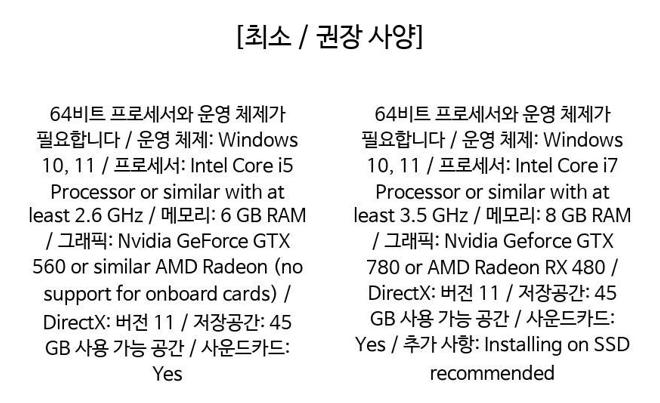 [최소 / 권장 사양]
64비트 프로세서와 운영 체제가
필요합니다 / 운영 체제: Windows
10, 11 / 프로세서: Intel Core i5
Processor or similar with at
least 2.6 GHz / 메모리: 6 GB RAM
/ 그래픽: Nvidia GeForce GTX
560 or similar AMD Radeon (no
support for onboard cards) /
DirectX: 버전 11 / 저장공간: 45
GB 사용 가능 공간 / 사운드카드:
Yes
64비트 프로세서와 운영 체제가
필요합니다 / 운영 체제: Windows
10, 11 / 프로세서: Intel Core i7
Processor or similar with at
least 3.5 GHz / 메모리: 8 GB RAM
/ 그래픽: Nvidia Geforce GTX
780 or AMD Radeon RX 480 /
DirectX: 버전 11 / 저장공간: 45
GB 사용 가능 공간 / 사운드카드:
Yes / 추가 사항: Installing on SSD
recommended